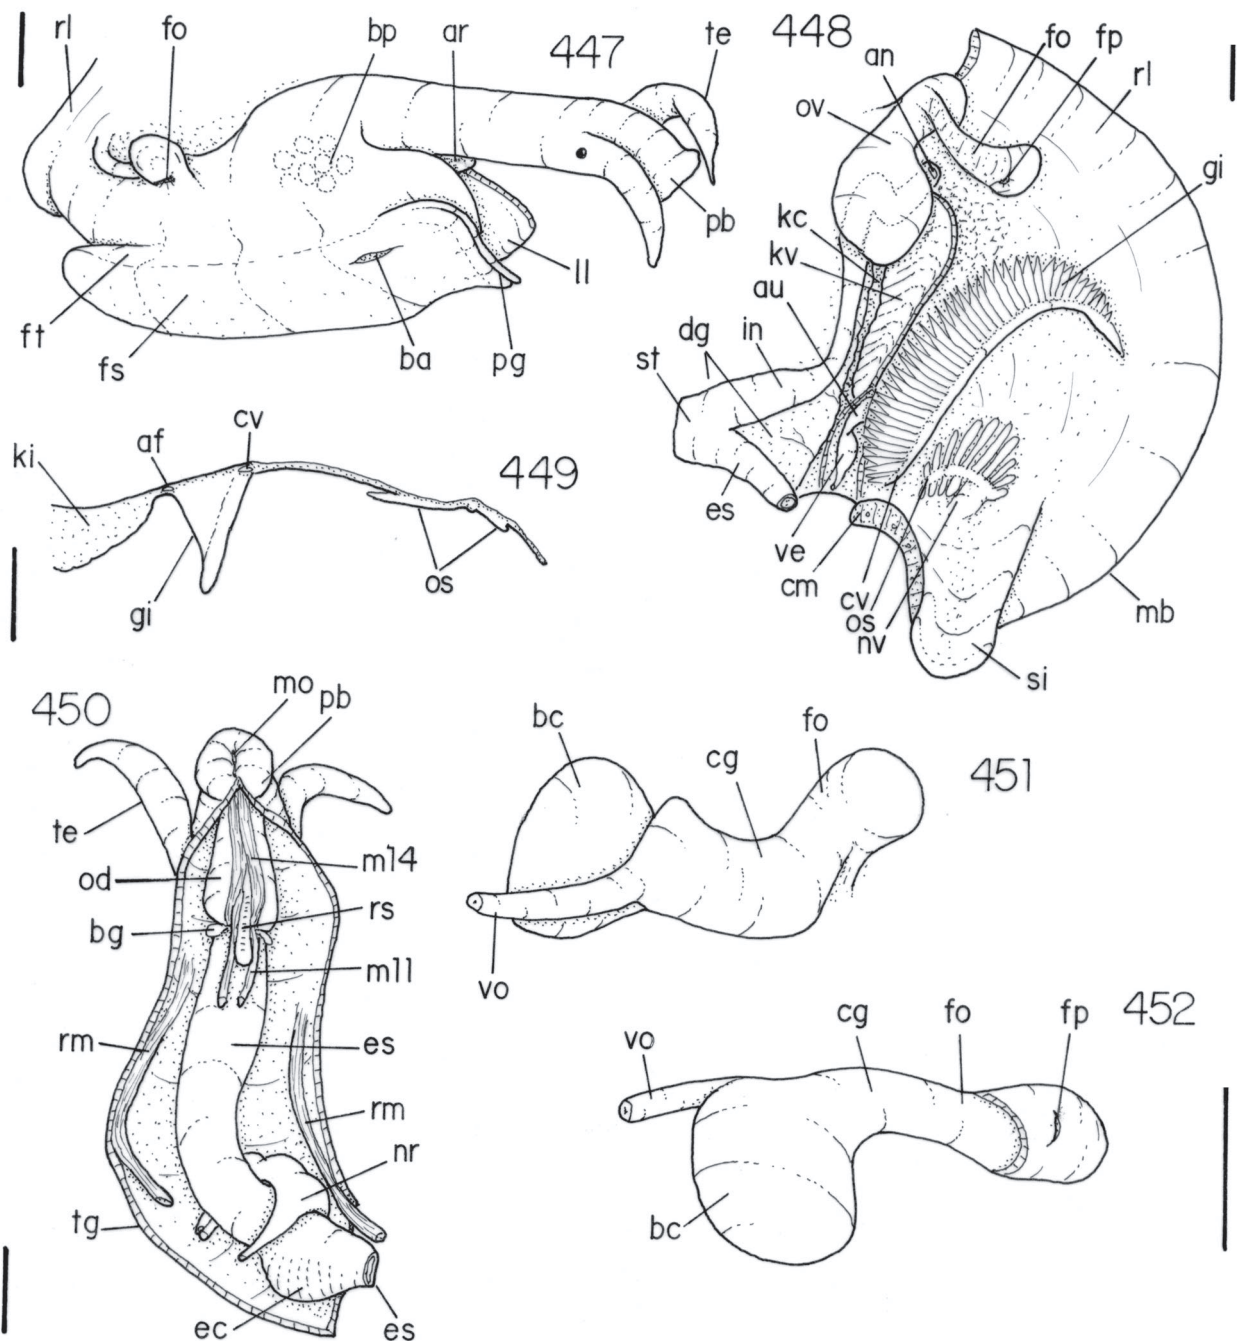 447
rl
fo
bp
ar
te
pb
ll
pg
ba
fs
ft
448
an
fo
fp
rl
ov
gi
kc
kv
au
in
dg
st
es
ve
cm
cv
os
nv
si
mb
449
ki
af
cv
gi
os
450
mo
pb
te
od
bg
m14
rs
m11
rm
es
rm
nr
tg
ec
es
451
bc
cg
fo
vo
452
vo
cg
fo
fp
bc